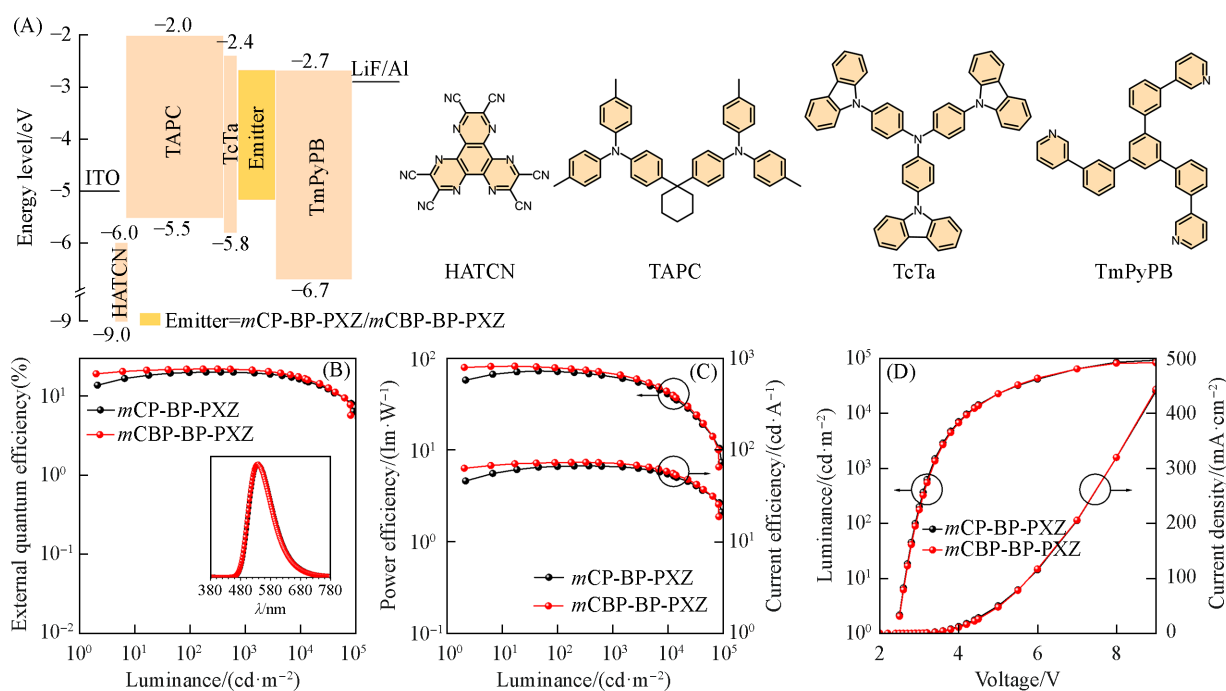 (A)
Energy level/eV
−2
−3
−4
−5
−6
−9
ITO
−6.0
HATCN
−9.0
−2.0
TAPC
−5.5
−2.4
TcTa
−5.8
Emitter
−2.7
TmPyPB
−6.7
LiF/Al
Emitter=mCP-BP-PXZ/mCBP-BP-PXZ
CN CN
N N
NC N N CN
NC N N CN
HATCN
N N
TAPC
N N
N
N
TcTa
N
N
N
TmPyPB
(B)
External quantum efficiency(%)
10¹
10⁰
10⁻¹
10⁻²
mCP-BP-PXZ
mCBP-BP-PXZ
380 480 580 680 780
λ/nm
10⁰ 10¹ 10² 10³ 10⁴ 10⁵
Luminance/(cd·m⁻²)
(C)
Power efficiency/(lm·W⁻¹)
10²
10¹
10⁰
10⁻¹
mCP-BP-PXZ
mCBP-BP-PXZ
10³
10²
10¹
10⁰
Current efficiency/(cd·A⁻¹)
10⁰ 10¹ 10² 10³ 10⁴ 10⁵
Luminance/(cd·m⁻²)
(D)
Luminance/(cd·m⁻²)
10⁵
10⁴
10³
10²
10¹
10⁰
mCP-BP-PXZ
mCBP-BP-PXZ
500
400
300
200
100
0
Current density/(mA·cm⁻²)
2 4 6 8
Voltage/V